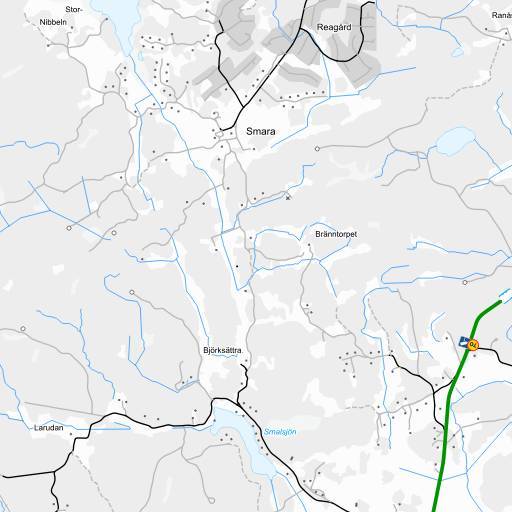 Stor-
Nibbeln
Reagård
Smara
Bränntorpet
Björksättra
Larudan
Smalsjön